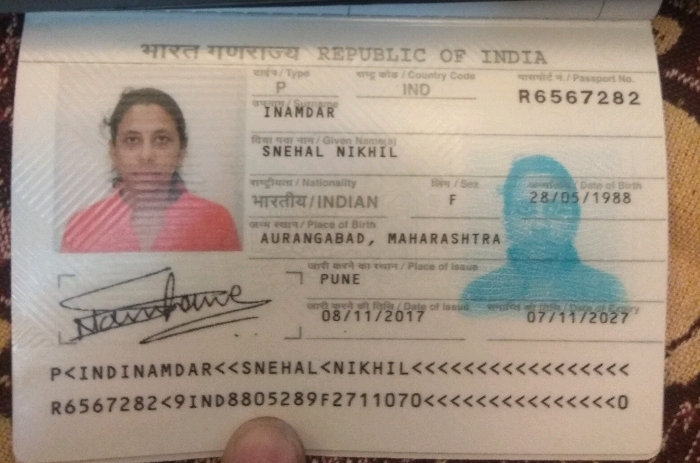 भारत गणराज्य REPUBLIC OF INDIA
टाईप / Type राष्ट्र कोड / Country Code पासपोर्ट नं. / Passport No.
P IND R6567282
उपनाम / Surname
INAMDAR
दिया गया नाम / Given Name(s)
SNEHAL NIKHIL
राष्ट्रीयता / Nationality लिंग / Sex जन्मतिथि / Date of Birth
भारतीय / INDIAN F 28/05/1988
जन्म स्थान / Place of Birth
AURANGABAD, MAHARASHTRA
जारी करने का स्थान / Place of Issue
PUNE
जारी करने की तिथि / Date of Issue समाप्ति की तिथि / Date of Expiry
08/11/2017 07/11/2027
P<INDINAMDAR<<SNEHAL<NIKHIL<<<<<<<<<<<<<<<<<
R6567282<9IND8805289F2711070<<<<<<<<<<<<<<<0